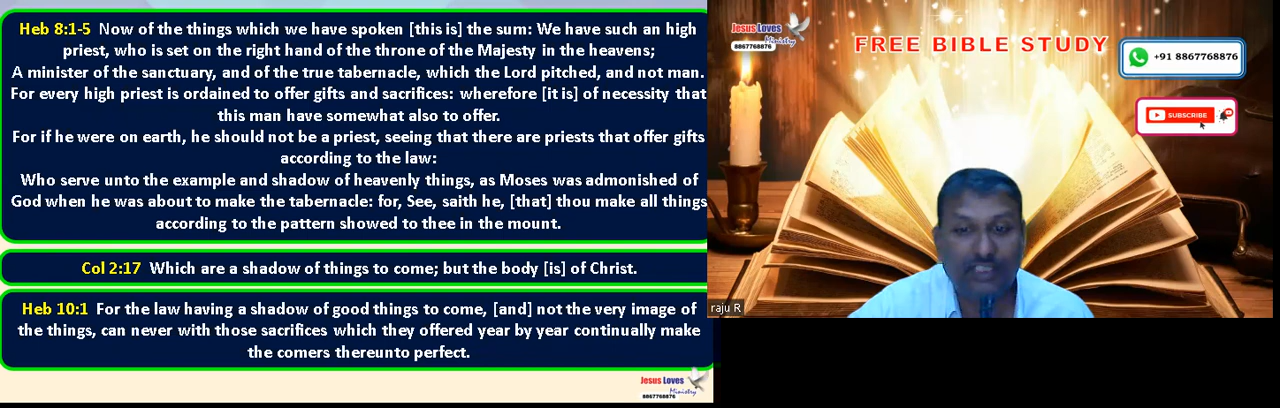 Heb 8:1-5 Now of the things which we have spoken [this is] the sum: We have such an high
priest, who is set on the right hand of the throne of the Majesty in the heavens;
A minister of the sanctuary, and of the true tabernacle, which the Lord pitched, and not man.
For every high priest is ordained to offer gifts and sacrifices: wherefore [it is] of necessity that
this man have somewhat also to offer.
For if he were on earth, he should not be a priest, seeing that there are priests that offer gifts
according to the law:
Who serve unto the example and shadow of heavenly things, as Moses was admonished of
God when he was about to make the tabernacle: for, See, saith he, [that] thou make all things
according to the pattern showed to thee in the mount.
Col 2:17 Which are a shadow of things to come; but the body [is] of Christ.
Heb 10:1 For the law having a shadow of good things to come, [and] not the very image of
the things, can never with those sacrifices which they offered year by year continually make
the comers thereunto perfect.
Jesus Loves
Ministry
8867768876
Jesus Loves
Ministry
8867768876
FREE BIBLE STUDY
+91 8867768876
SUBSCRIBE
raju R